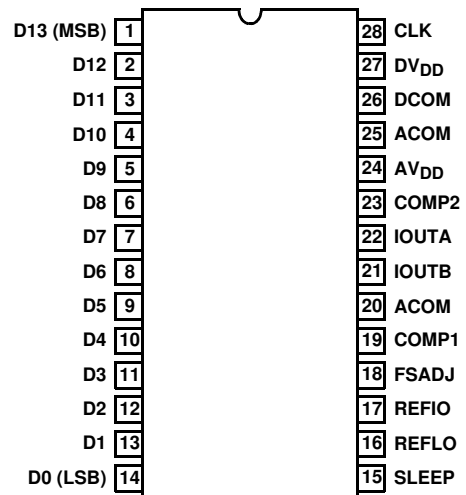 D13 (MSB) 1 28 CLK
D12 2 27 DVDD
D11 3 26 DCOM
D10 4 25 ACOM
D9 5 24 AVDD
D8 6 23 COMP2
D7 7 22 IOUTA
D6 8 21 IOUTB
D5 9 20 ACOM
D4 10 19 COMP1
D3 11 18 FSADJ
D2 12 17 REFIO
D1 13 16 REFLO
D0 (LSB) 14 15 SLEEP